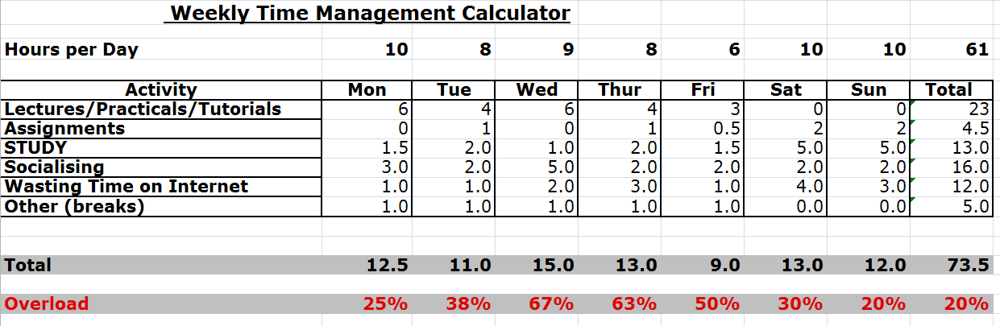 Weekly Time Management Calculator
Hours per Day 10 8 9 8 6 10 10 61
Activity Mon Tue Wed Thur Fri Sat Sun Total
Lectures/Practicals/Tutorials 6 4 6 4 3 0 0 23
Assignments 0 1 0 1 0.5 2 2 4.5
STUDY 1.5 2.0 1.0 2.0 1.5 5.0 5.0 13.0
Socialising 3.0 2.0 5.0 2.0 2.0 2.0 2.0 16.0
Wasting Time on Internet 1.0 1.0 2.0 3.0 1.0 4.0 3.0 12.0
Other (breaks) 1.0 1.0 1.0 1.0 1.0 0.0 0.0 5.0
Total 12.5 11.0 15.0 13.0 9.0 13.0 12.0 73.5
Overload 25% 38% 67% 63% 50% 30% 20% 20%